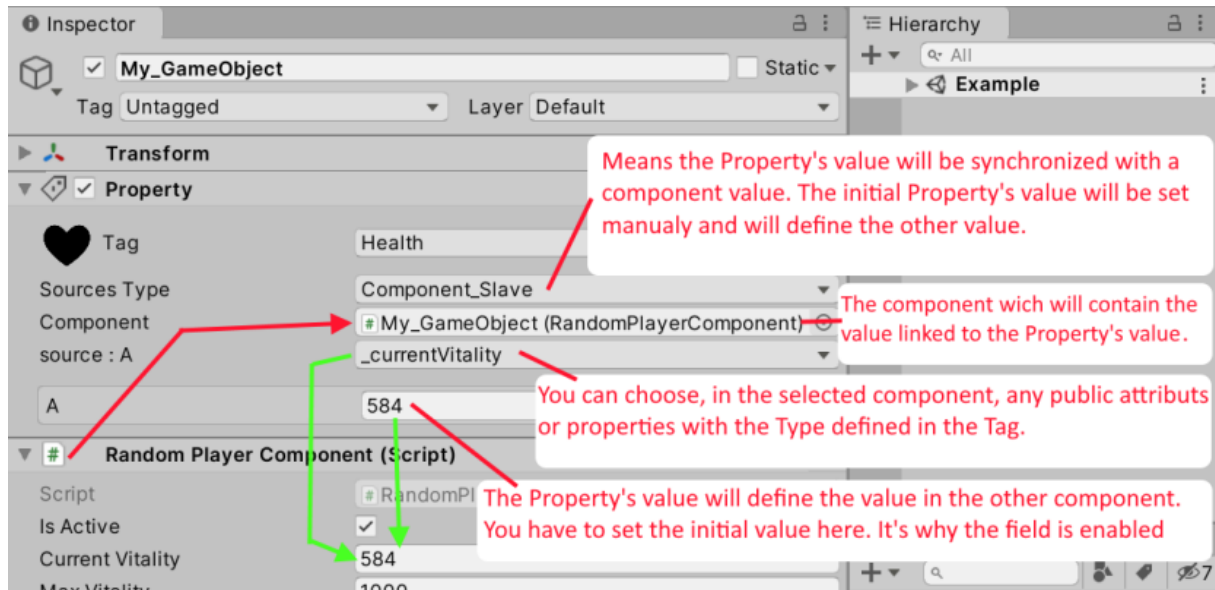 Inspector
Hierarchy
My_GameObject
Static
All
Tag Untagged
Layer Default
Example
Transform
Property
Means the Property's value will be synchronized with a
component value. The initial Property's value will be set
manualy and will define the other value.
Tag
Health
Sources Type
Component_Slave
Component
My_GameObject (RandomPlayerComponent)
The component wich will contain the
value linked to the Property's value.
source : A
_currentVitality
You can choose, in the selected component, any public attributs
or properties with the Type defined in the Tag.
A
584
Random Player Component (Script)
Script
RandomPl
The Property's value will define the value in the other component.
You have to set the initial value here. It's why the field is enabled
Is Active
Current Vitality
584
Max Vitality
1000
7